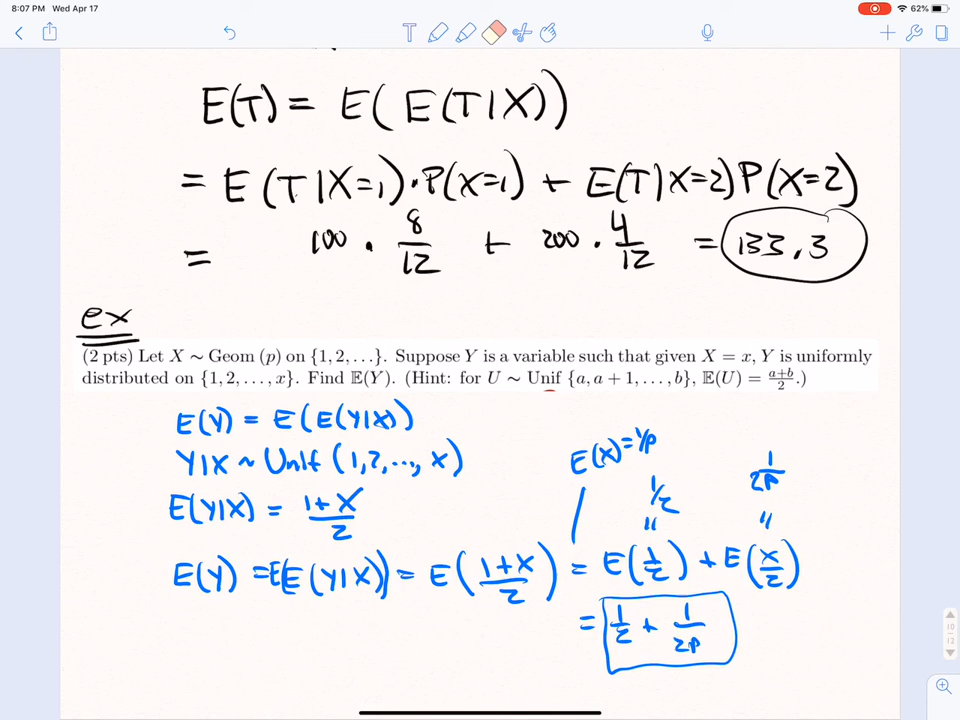 8:07 PM Wed Apr 17
62%
T
E(T) = E( E(T|X))
= E(T|X=1)·P(X=1) + E(T|X=2)P(X=2)
= 100 · 8/12 + 200 · 4/12 = 133.3
ex
(2 pts) Let X ~ Geom (p) on {1, 2, …}. Suppose Y is a variable such that given X = x, Y is uniformly
distributed on {1, 2, …, x}. Find 𝔼(Y). (Hint: for U ~ Unif {a, a + 1, …, b}, 𝔼(U) = a+b/2.)
E(Y) = E(E(Y|X))
Y|X ~ Unif (1,2,..., X)
E(Y|X) = 1+X/2
E(X) = 1/p
1/2
1/2p
" "
E(Y) = E(E(Y|X)) = E(1+X/2) = E(1/2) + E(X/2)
= 1/2 + 1/2p
10
12